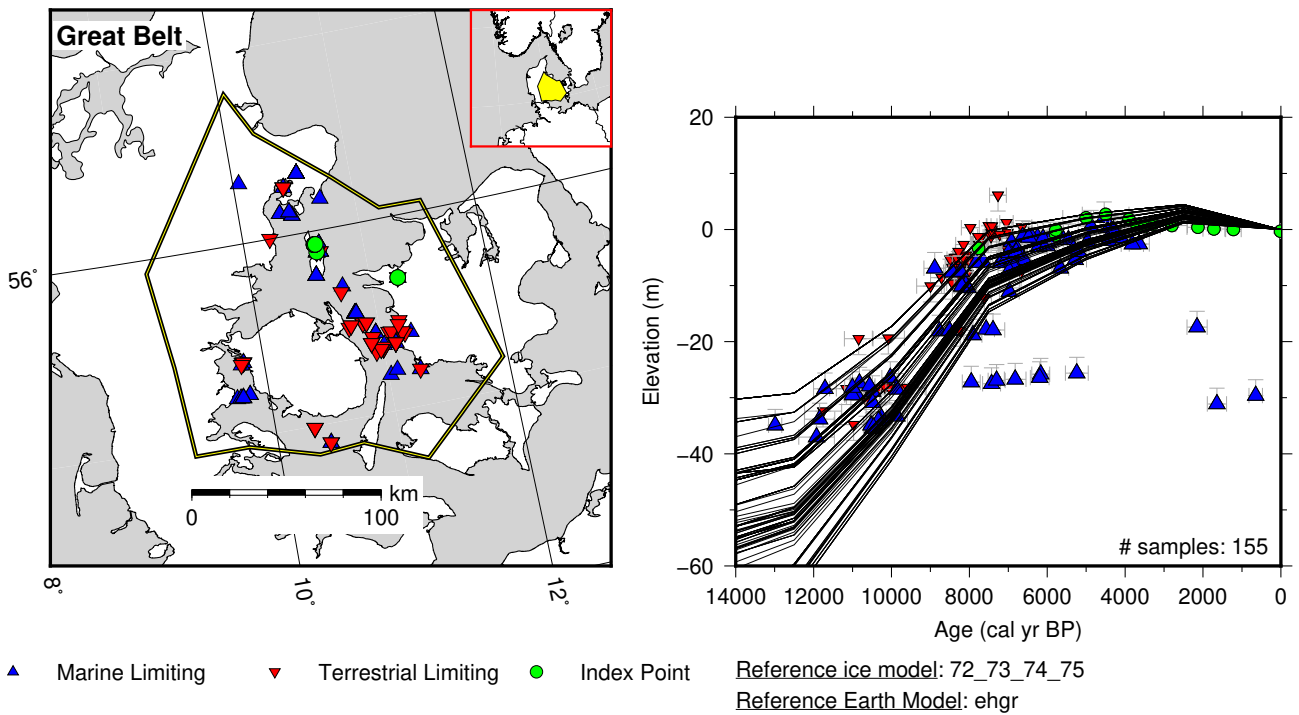 Great Belt
56°
km
0 100
8° 10° 12°
20
0
−20
−40
−60
Elevation (m)
# samples: 155
14000 12000 10000 8000 6000 4000 2000 0
Age (cal yr BP)
Marine Limiting Terrestrial Limiting Index Point
Reference ice model: 72_73_74_75
Reference Earth Model: ehgr